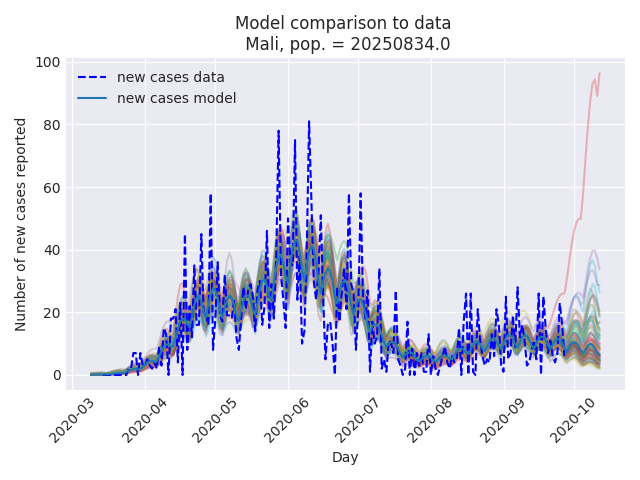 Model comparison to data
Mali, pop. = 20250834.0
100
80
60
40
20
0
Number of new cases reported
new cases data
new cases model
2020-03
2020-04
2020-05
2020-06
2020-07
2020-08
2020-09
2020-10
Day